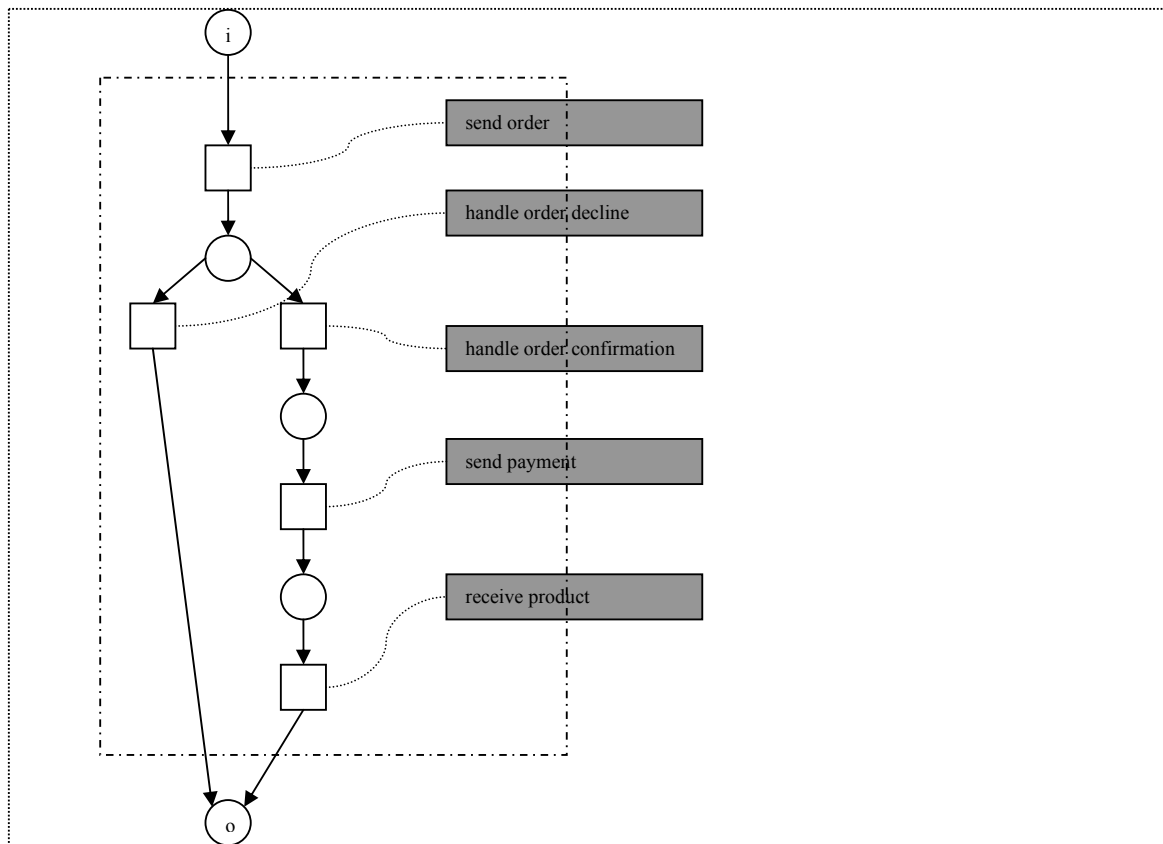 i
send order
handle order decline
handle order confirmation
send payment
receive product
o